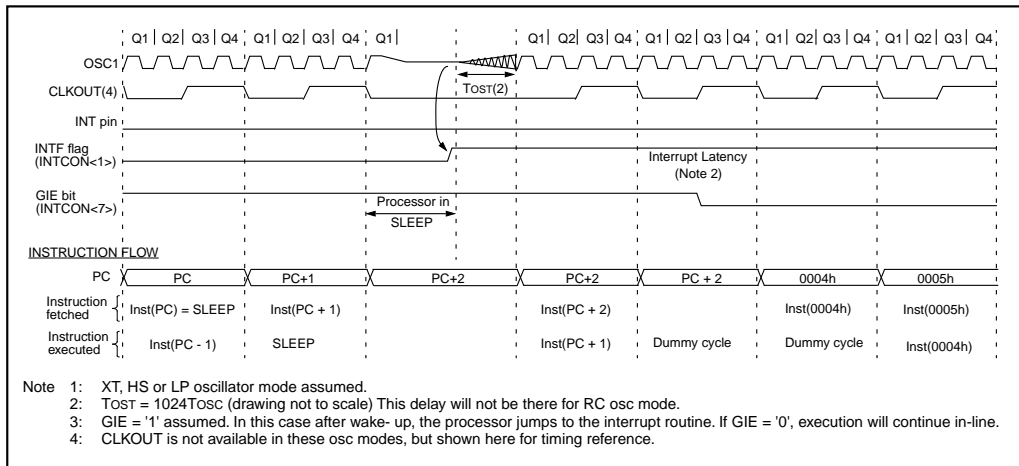 Q1 Q2 Q3 Q4 Q1 Q2 Q3 Q4 Q1 Q1 Q2 Q3 Q4 Q1 Q2 Q3 Q4 Q1 Q2 Q3 Q4 Q1 Q2 Q3 Q4
OSC1
TOST(2)
CLKOUT(4)
INT pin
INTF flag
(INTCON<1>)
Interrupt Latency
(Note 2)
GIE bit
(INTCON<7>)
Processor in
SLEEP
INSTRUCTION FLOW
PC PC PC+1 PC+2 PC+2 PC + 2 0004h 0005h
Instruction
fetched
Inst(PC) = SLEEP Inst(PC + 1) Inst(PC + 2) Inst(0004h) Inst(0005h)
Instruction
executed
Inst(PC - 1) SLEEP Inst(PC + 1) Dummy cycle Dummy cycle Inst(0004h)
Note 1: XT, HS or LP oscillator mode assumed.
2: TOST = 1024TOSC (drawing not to scale) This delay will not be there for RC osc mode.
3: GIE = '1' assumed. In this case after wake- up, the processor jumps to the interrupt routine. If GIE = '0', execution will continue in-line.
4: CLKOUT is not available in these osc modes, but shown here for timing reference.